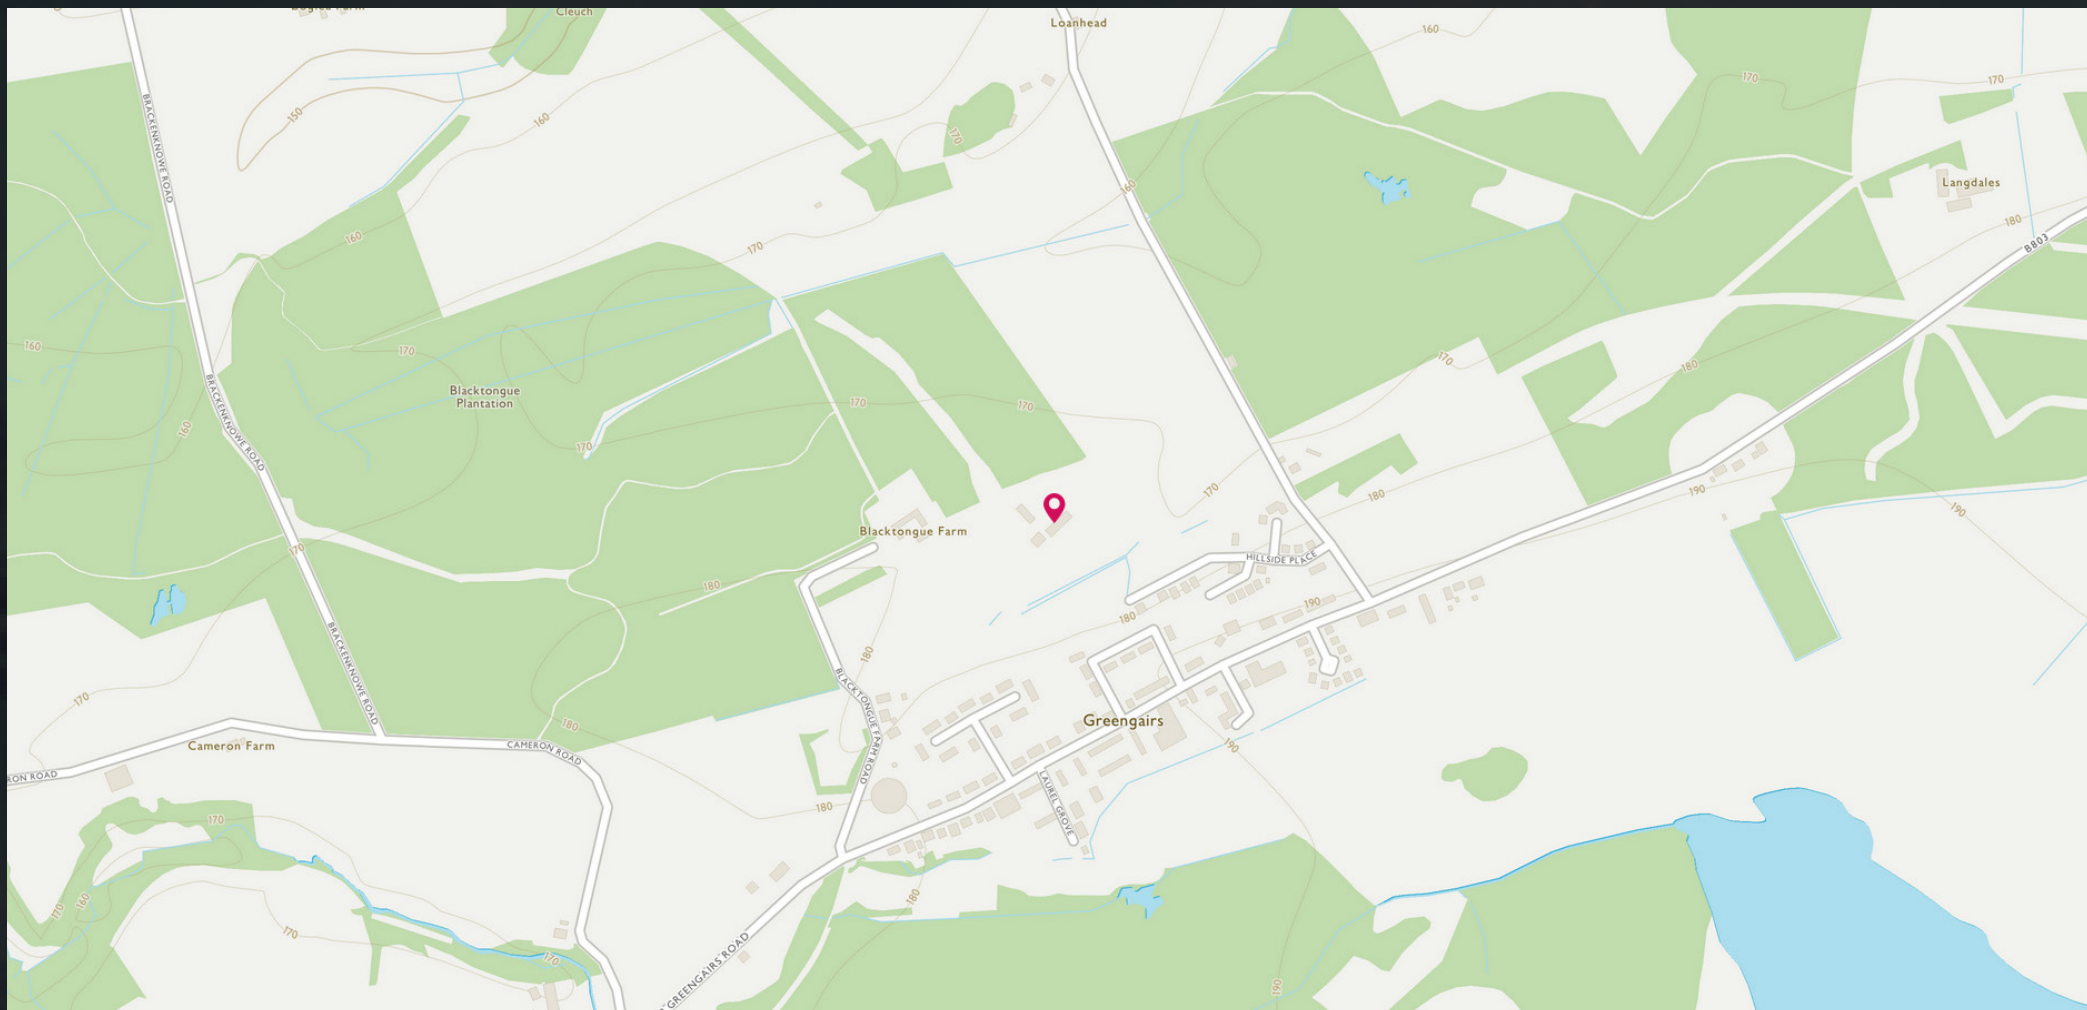 Cleuch
Loanhead
160
170
170
150
160
170
BRACKENKNOWE ROAD
160
Langdales
180
160
170
B803
160
170
170
180
Blacktongue
Plantation
170
170
160
BRACKENKNOWE ROAD
170
170
180
190
190
Blacktongue Farm
170
HILLSIDE PLACE
180
190
180
BRACKENKNOWE ROAD
180
BLACKTONGUE FARM ROAD
170
180
Greengairs
CAMERON ROAD
190
Cameron Farm
RON ROAD
LAUREL GROVE
180
170
180
160
170
170
170
GREENGAIRS ROAD
190